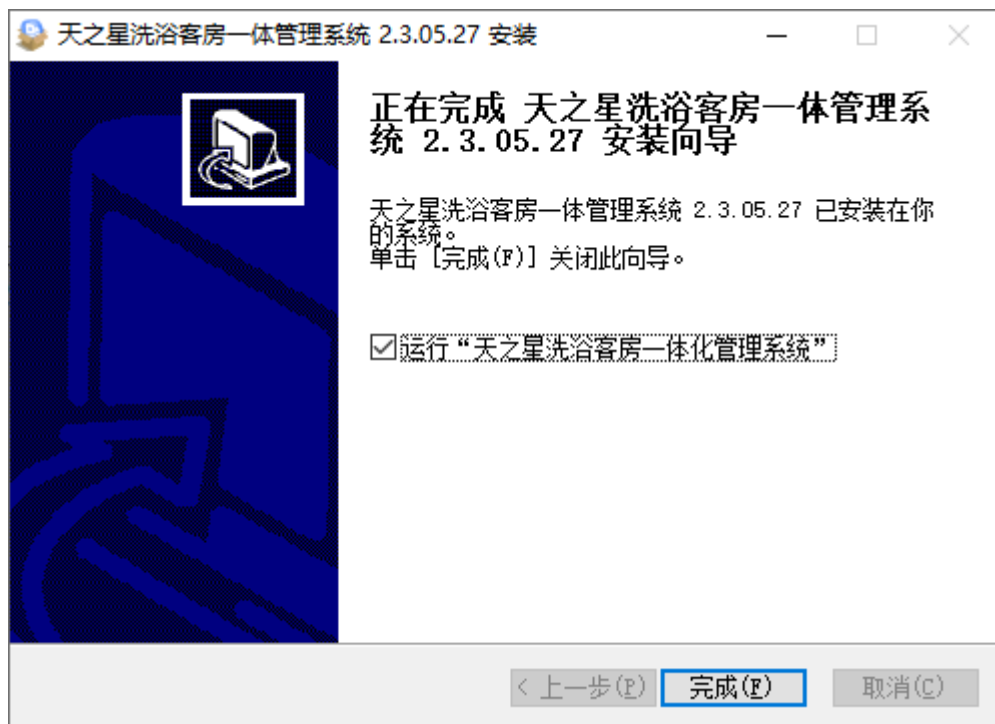 天之星洗浴客房一体管理系统 2.3.05.27 安装
正在完成 天之星洗浴客房一体管理系
统 2.3.05.27 安装向导
天之星洗浴客房一体管理系统 2.3.05.27 已安装在你
的系统。
单击 [完成(F)] 关闭此向导。
运行“天之星洗浴客房一体化管理系统”
< 上一步(P)
完成(F)
取消(C)